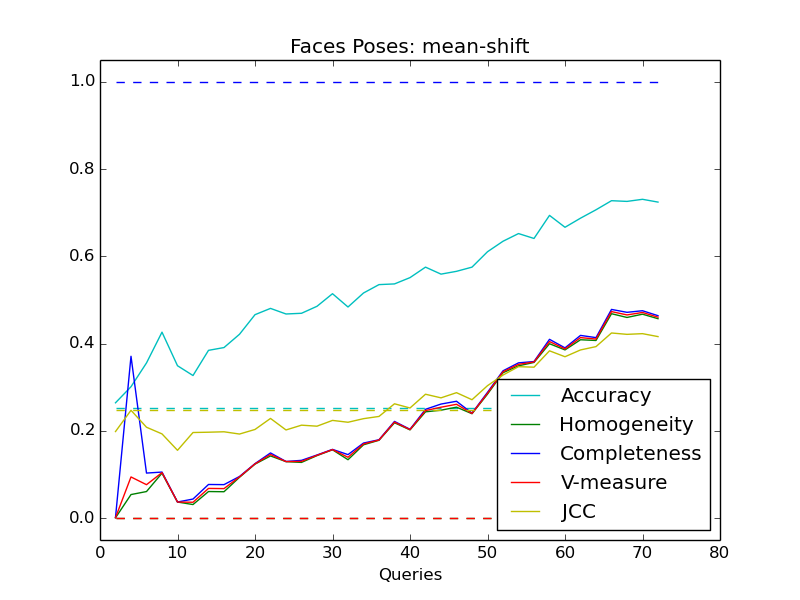 Faces Poses: mean-shift
1.0
0.8
0.6
0.4
0.2
0.0
Accuracy
Homogeneity
Completeness
V-measure
JCC
0 10 20 30 40 50 60 70 80
Queries